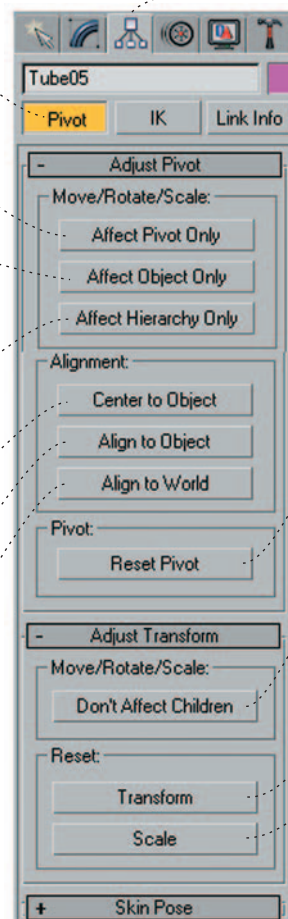 Tube05
Pivot IK Link Info
- Adjust Pivot
Move/Rotate/Scale:
Affect Pivot Only
Affect Object Only
Affect Hierarchy Only
Alignment:
Center to Object
Align to Object
Align to World
Pivot:
Reset Pivot
- Adjust Transform
Move/Rotate/Scale:
Don't Affect Children
Reset:
Transform
Scale
+ Skin Pose